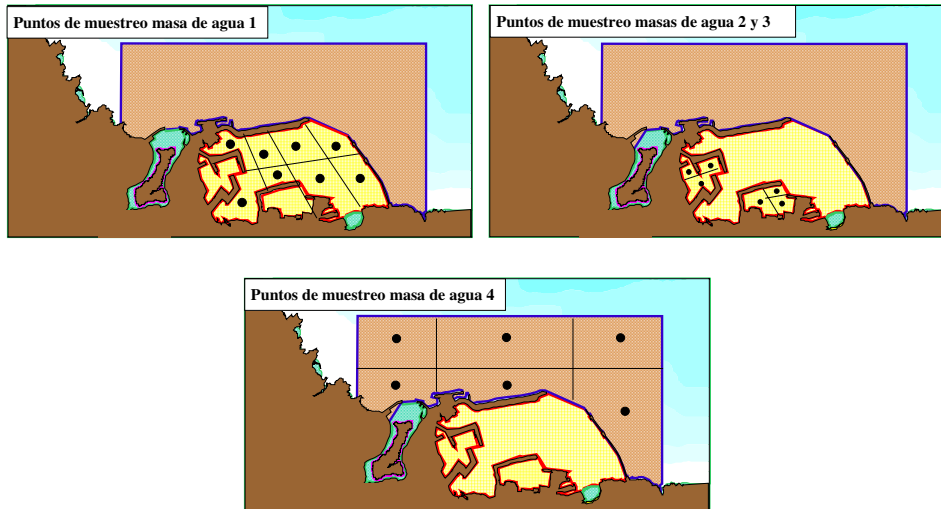 Puntos de muestreo masa de agua 1
Puntos de muestreo masas de agua 2 y 3
Puntos de muestreo masa de agua 4